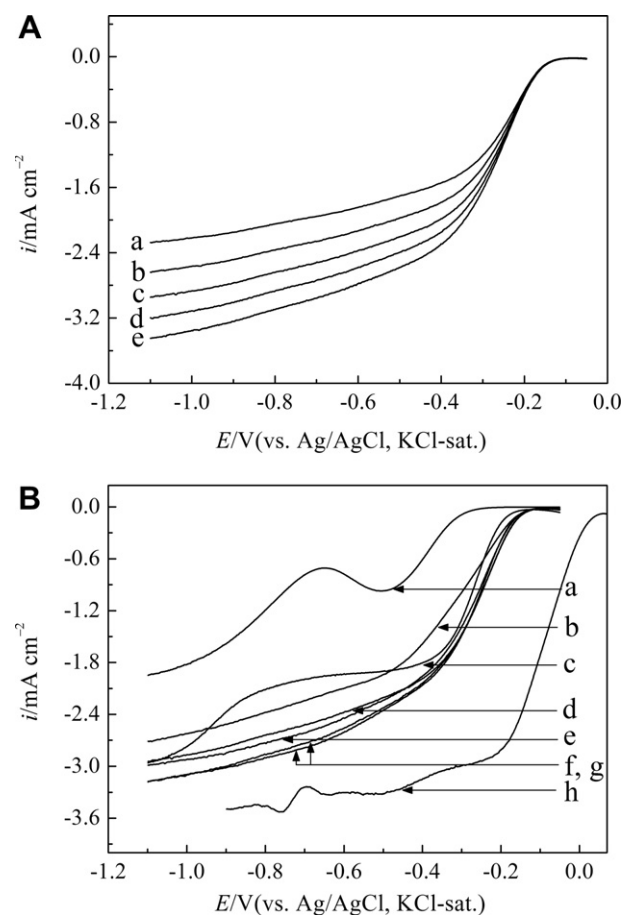 A
0.0
-0.8
-1.6
-2.4
-3.2
-4.0
i/mA cm⁻²
a
b
c
d
e
-1.2 -1.0 -0.8 -0.6 -0.4 -0.2 0.0
E/V(vs. Ag/AgCl, KCl-sat.)
B
0.0
-0.6
-1.2
-1.8
-2.4
-3.0
-3.6
i/mA cm⁻²
a
b
c
d
e
f, g
h
-1.2 -1.0 -0.8 -0.6 -0.4 -0.2 0.0
E/V(vs. Ag/AgCl, KCl-sat.)